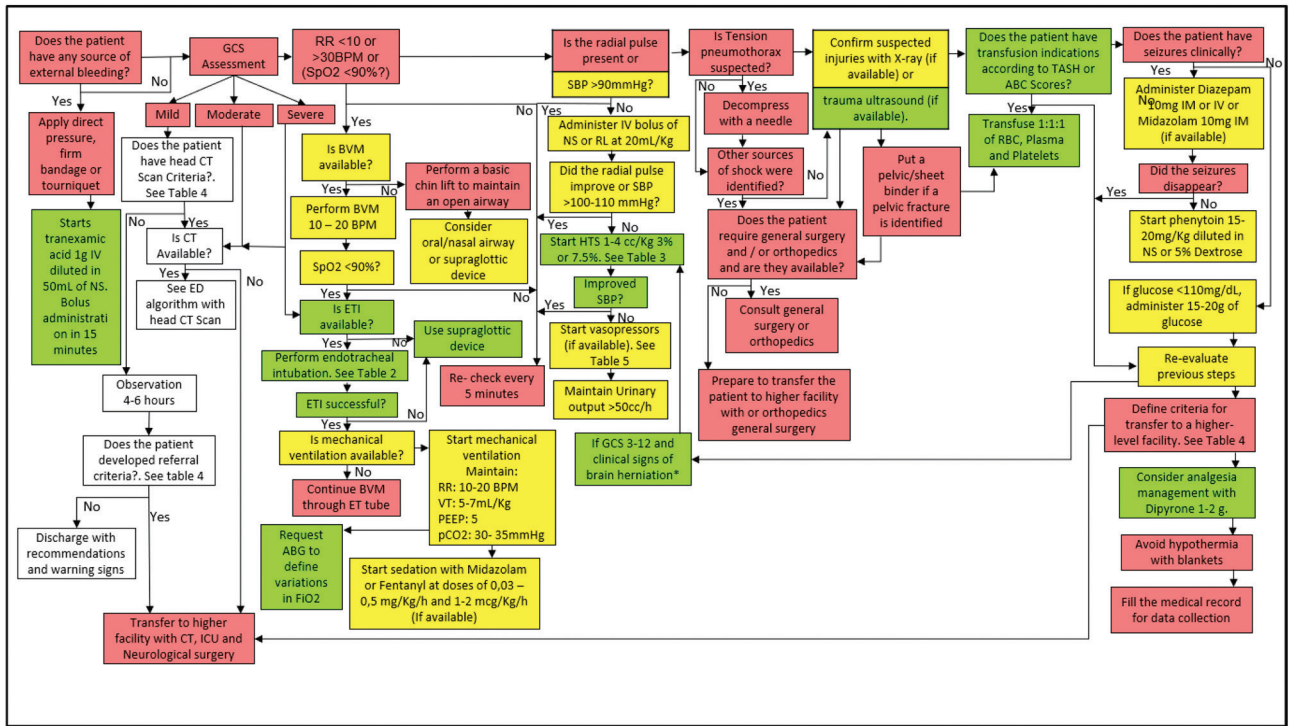 Does the patient
have any source of
external bleeding?
No
Yes
Apply direct
pressure, firm
bandage or
tourniquet
Starts
tranexamic
acid 1g IV
diluted in
50mL of NS.
Bolus
administrati
on in 15
minutes
GCS
Assessment
Mild
Moderate
Severe
Does the patient
have head CT
Scan Criteria?.
See Table 4
No
Yes
Is CT
Available?
Yes
No
See ED
algorithm with
head CT Scan
Observation
4-6 hours
Does the patient
developed referral
criteria?. See table 4
No
Yes
Discharge with
recommendations
and warning signs
Transfer to higher
facility with CT, ICU and
Neurological surgery
RR <10 or
>30BPM or
(SpO2 <90%?)
No
Yes
Is BVM
available?
Yes
No
Perform a basic
chin lift to maintain
an open airway
Consider
oral/nasal airway
or supraglottic
device
Perform BVM
10 – 20 BPM
SpO2 <90%?
Yes
No
Is ETI
available?
Yes
No
Use supraglottic
device
Perform endotracheal
intubation. See Table 2
ETI successful?
Yes
No
Is mechanical
ventilation available?
No
Continue BVM
through ET tube
Start mechanical
ventilation
Maintain:
RR: 10-20 BPM
VT: 5-7mL/Kg
PEEP: 5
pCO2: 30- 35mmHg
Request
ABG to
define
variations
in FiO2
Start sedation with Midazolam
or Fentanyl at doses of 0,03 –
0,5 mg/Kg/h and 1-2 mcg/Kg/h
(If available)
Is the radial pulse
present or
SBP >90mmHg?
Yes
No
Administer IV bolus of
NS or RL at 20mL/Kg
Did the radial pulse
improve or SBP
>100-110 mmHg?
Yes
No
Start HTS 1-4 cc/Kg 3%
or 7.5%. See Table 3
Improved
SBP?
Yes
No
Start vasopressors
(if available). See
Table 5
Maintain Urinary
output >50cc/h
Re- check every
5 minutes
If GCS 3-12 and
clinical signs of
brain herniation*
Is Tension
pneumothorax
suspected?
No
Yes
Decompress
with a needle
Other sources
of shock were
identified?
Yes
No
Does the patient
require general surgery
and / or orthopedics
and are they available?
No
Yes
Consult general
surgery or
orthopedics
Prepare to transfer the
patient to higher facility
with or orthopedics
general surgery
Confirm suspected
injuries with X-ray (if
available) or
trauma ultrasound (if
available).
Put a
pelvic/sheet
binder if a
pelvic fracture
is identified
Does the patient have
transfusion indications
according to TASH or
ABC Scores?
Yes
No
Transfuse 1:1:1
of RBC, Plasma
and Platelets
Does the patient have
seizures clinically?
Yes
No
Administer Diazepam
10mg IM or IV or
Midazolam 10mg IM
(if available)
Did the seizures
disappear?
Yes
No
Start phenytoin 15-
20mg/Kg diluted in
NS or 5% Dextrose
If glucose <110mg/dL,
administer 15-20g of
glucose
Re-evaluate
previous steps
Define criteria for
transfer to a higher-
level facility. See Table 4
Consider analgesia
management with
Dipyrone 1-2 g.
Avoid hypothermia
with blankets
Fill the medical record
for data collection